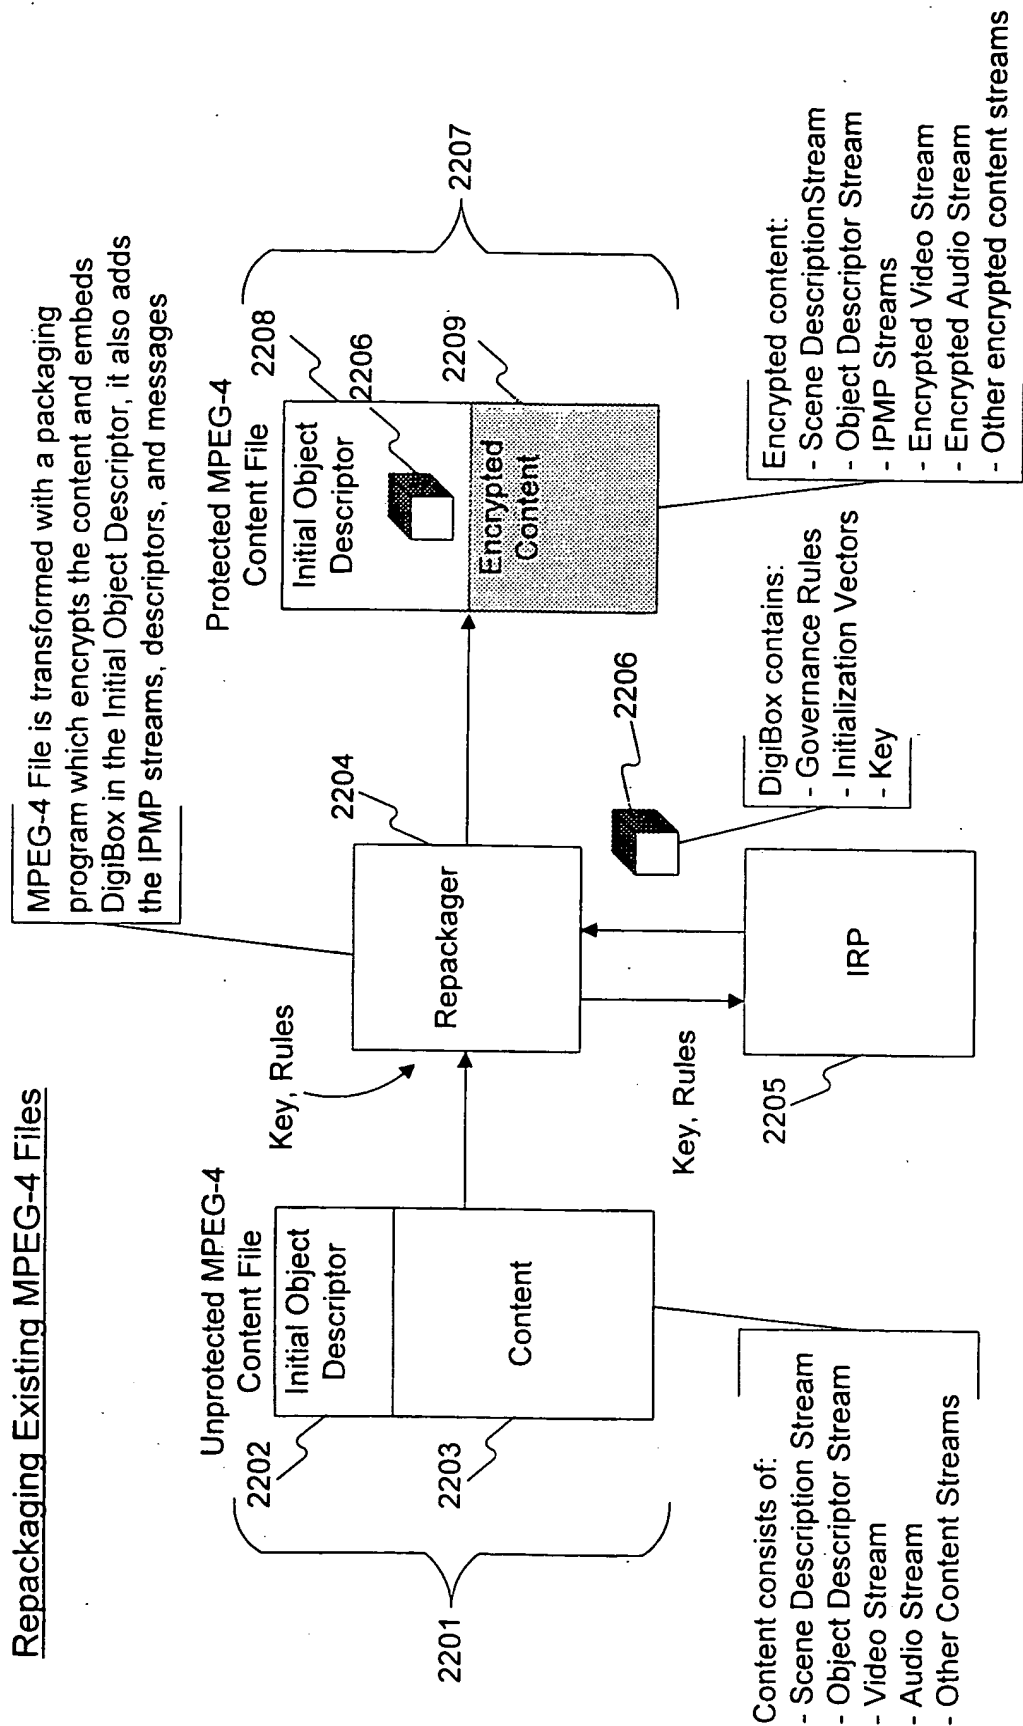 Repackaging Existing MPEG-4 Files
MPEG-4 File is transformed with a packaging
program which encrypts the content and embeds
DigiBox in the Initial Object Descriptor, it also adds
the IPMP streams, descriptors, and messages
Unprotected MPEG-4
Content File
2202
Initial Object
Descriptor
2203
Content
2201
Content consists of:
- Scene Description Stream
- Object Descriptor Stream
- Video Stream
- Audio Stream
- Other Content Streams
Key, Rules
2204
Repackager
Key, Rules
2205
IRP
2206
DigiBox contains:
- Governance Rules
- Initialization Vectors
- Key
Protected MPEG-4
Content File
Initial Object
Descriptor
2208
2206
2209
Encrypted
Content
2207
Encrypted content:
- Scene DescriptionStream
- Object Descriptor Stream
- IPMP Streams
- Encrypted Video Stream
- Encrypted Audio Stream
- Other encrypted content streams